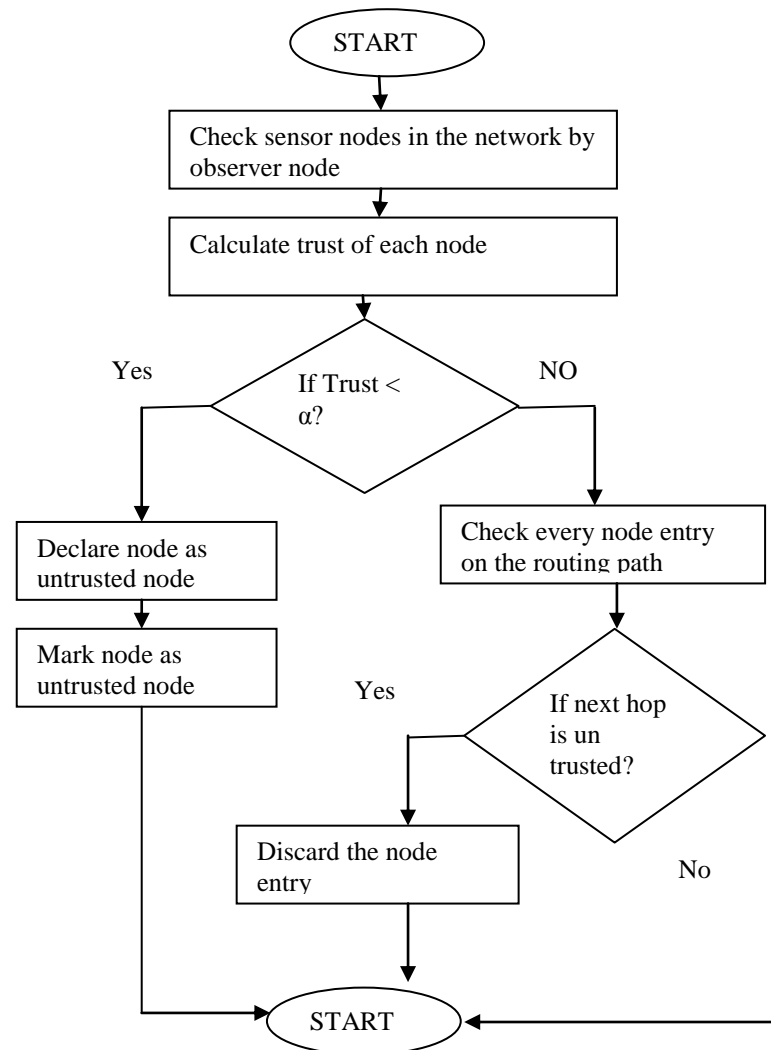 START
Check sensor nodes in the network by
observer node
Calculate trust of each node
Yes
NO
If Trust <
α?
Declare node as
untrusted node
Check every node entry
on the routing path
Mark node as
untrusted node
Yes
If next hop
is un
trusted?
Discard the node
entry
No
START